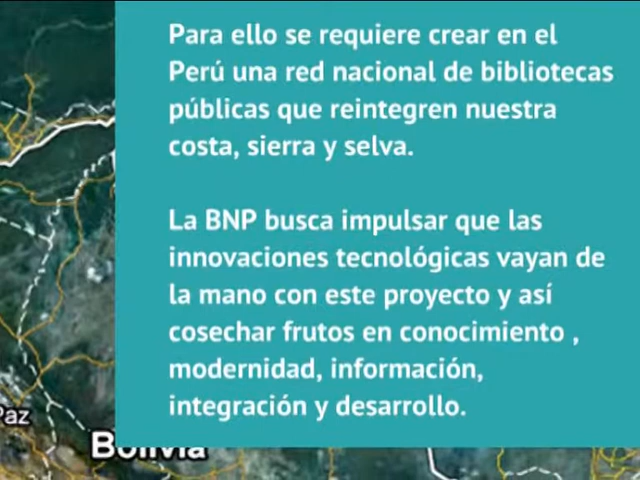 Para ello se requiere crear en el
Perú una red nacional de bibliotecas
públicas que reintegren nuestra
costa, sierra y selva.
La BNP busca impulsar que las
innovaciones tecnológicas vayan de
la mano con este proyecto y así
cosechar frutos en conocimiento ,
modernidad, información,
integración y desarrollo.
Paz
Bolivia